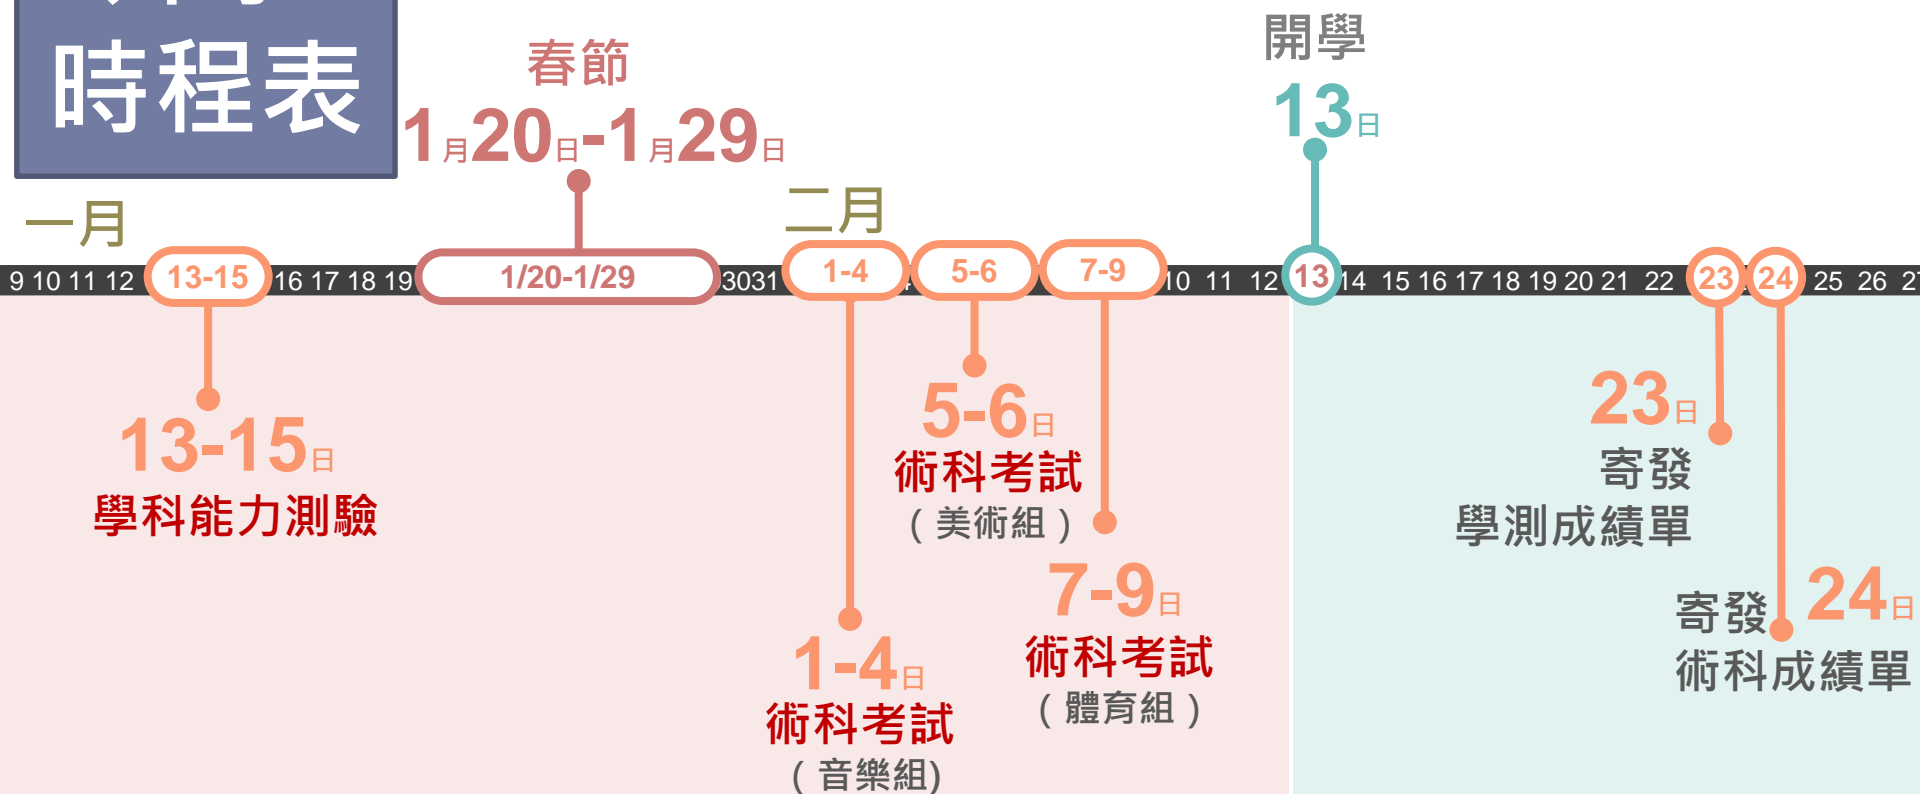 時程表
春節
1月20日-1月29日
開學
13日
一月
二月
9 10 11 12 13-15 16 17 18 19 1/20-1/29 3031 1-4 5-6 7-9 10 11 12 13 14 15 16 17 18 19 20 21 22 23 24 25 26
13-15日
學科能力測驗
5-6日
術科考試
（美術組）
7-9日
術科考試
（體育組）
1-4日
術科考試
（音樂組)
23日
寄發
學測成績單
24日
寄發
術科成績單